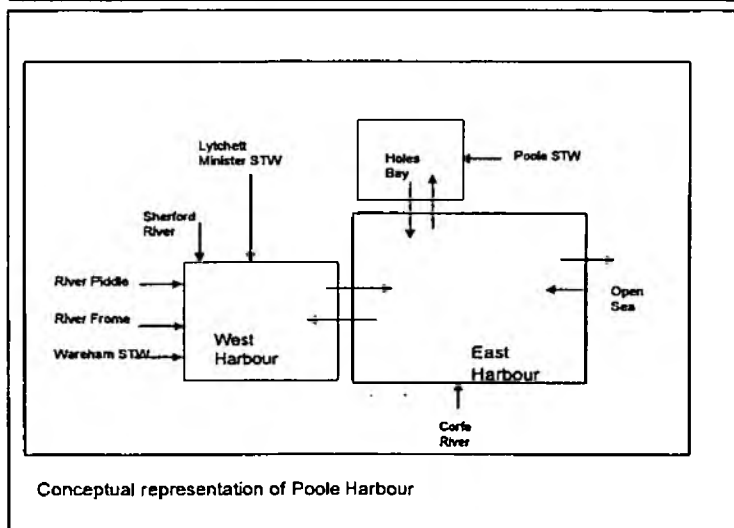 Lytchett
Minister STW
Holes
Bay
Poole STW
Sherford
River
River Piddle
River Frome
Wareham STW
West
Harbour
East
Harbour
Open
Sea
Corfe
River
Conceptual representation of Poole Harbour